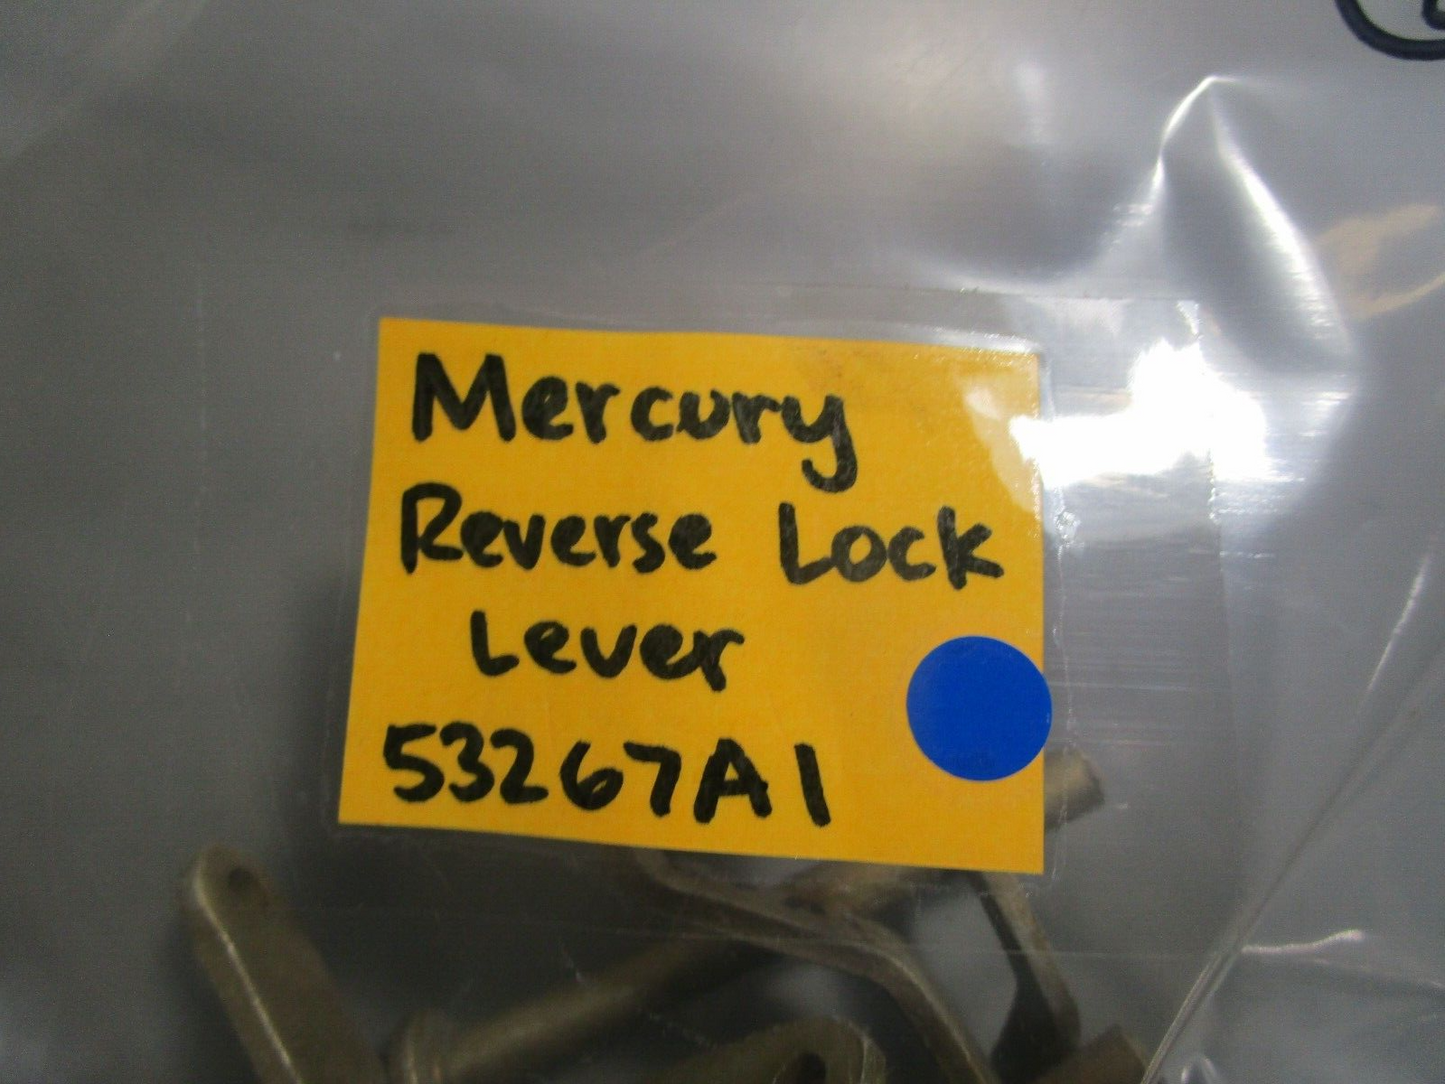 Mercury
Reverse Lock
Lever
53267A1